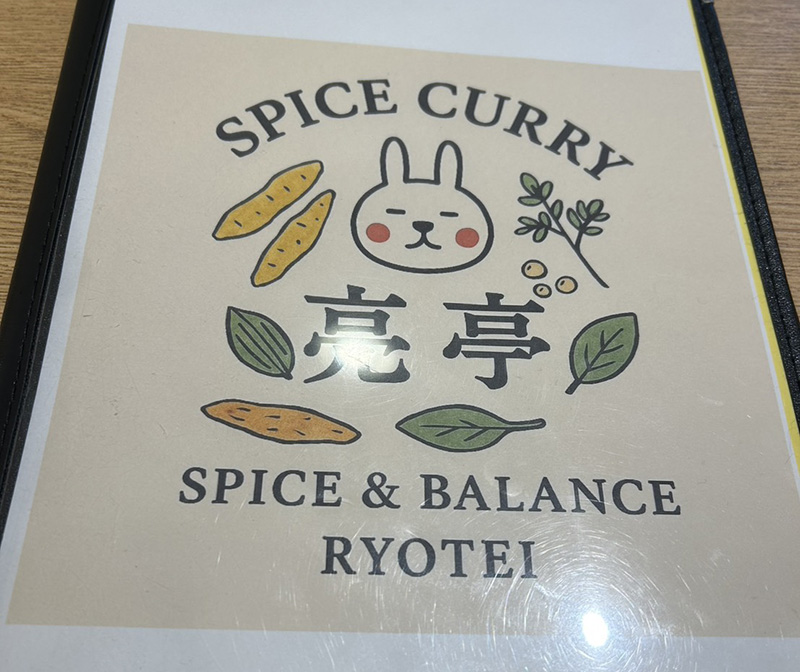 SPICE CURRY
亮亭
SPICE & BALANCE
RYOTEI